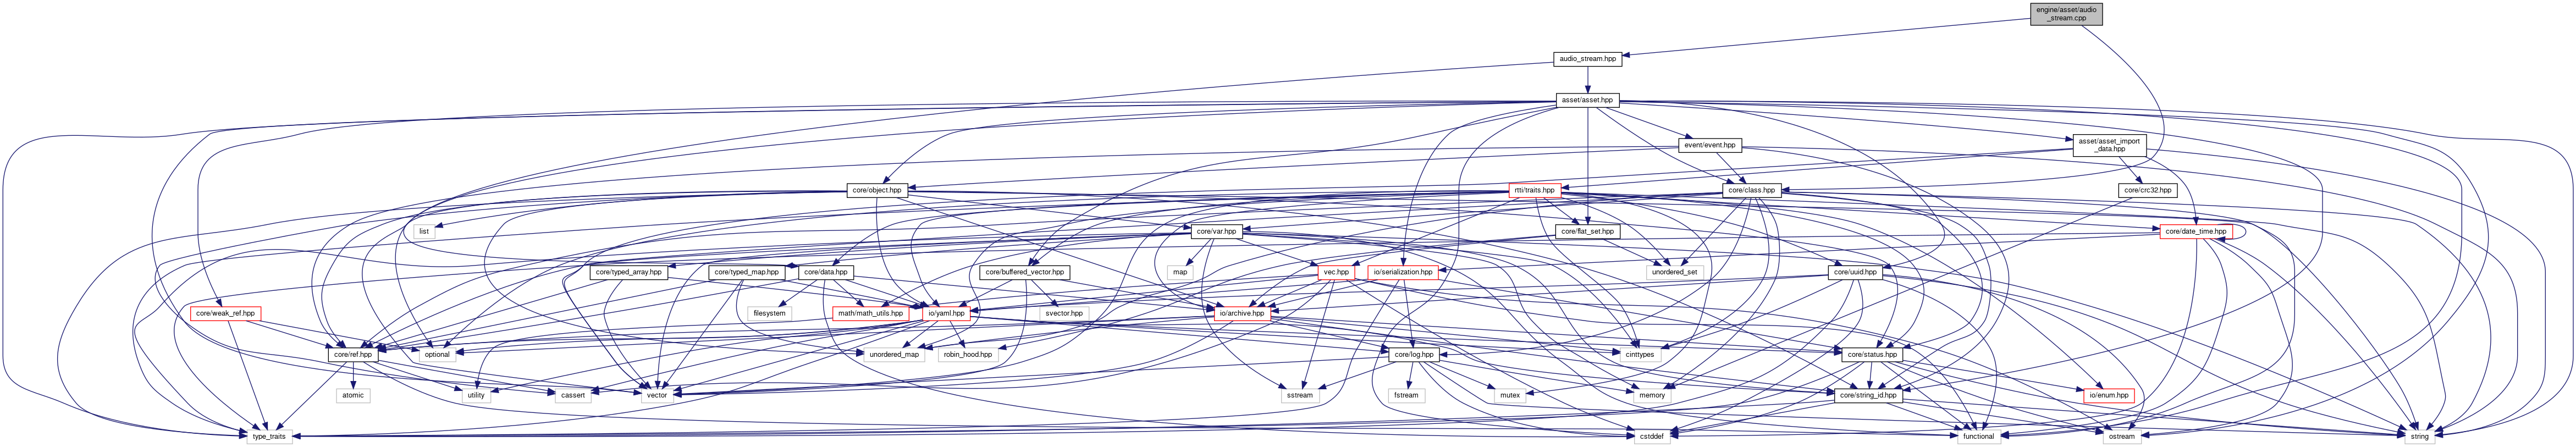 engine/asset/audio
_stream.cpp
audio_stream.hpp
asset/asset.hpp
event/event.hpp
asset/asset_import
_data.hpp
core/object.hpp
rtti/traits.hpp
core/class.hpp
core/crc32.hpp
list
core/var.hpp
core/flat_set.hpp
core/date_time.hpp
core/typed_array.hpp
core/typed_map.hpp
core/data.hpp
core/buffered_vector.hpp
map
vec.hpp
io/serialization.hpp
unordered_set
core/uuid.hpp
core/weak_ref.hpp
filesystem
math/math_utils.hpp
io/yaml.hpp
svector.hpp
io/archive.hpp
core/ref.hpp
optional
unordered_map
robin_hood.hpp
core/log.hpp
cinttypes
core/status.hpp
atomic
utility
cassert
vector
sstream
fstream
mutex
memory
core/string_id.hpp
io/enum.hpp
type_traits
cstddef
functional
ostream
string